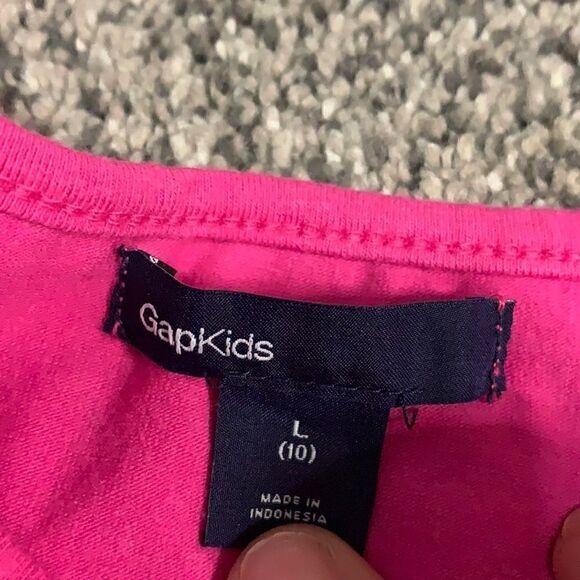 GapKids
L
(10)
MADE IN
INDONESIA